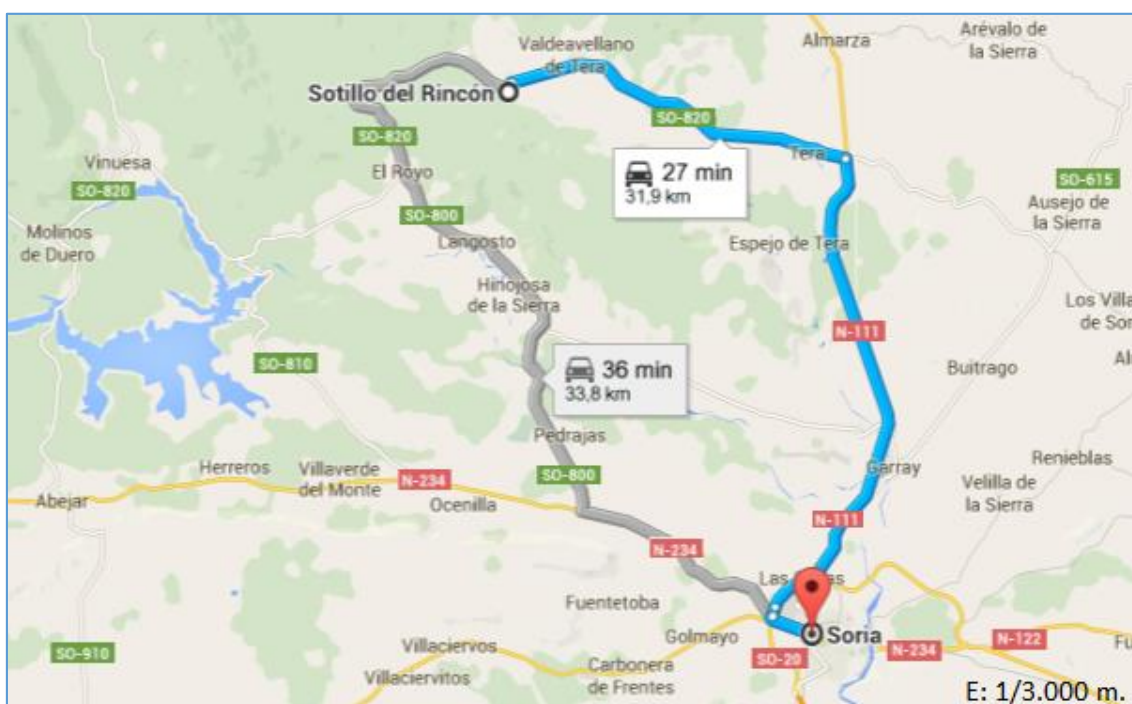 Valdeavellano
de Tera
Almarza
Arévalo de
la Sierra
Sotillo del Rincón
SO-820
SO-820
Tera
Vinuesa
SO-820
El Royo
27 min
31,9 km
SO-615
Ausejo de
la Sierra
Molinos
de Duero
SO-800
Langosto
Espejo de Tera
Hinojosa
de la Sierra
Los Villa
de Sor
N-111
SO-810
36 min
33,8 km
Buitrago
Al
Pedrajas
Garray
Renieblas
Herreros
Villaverde
del Monte
N-234
SO-800
Velilla de
la Sierra
Abejar
Ocenilla
N-111
N-234
Las
as
Fuentetoba
Golmayo
Soria
N-122
Fu
SO-910
Villaciervos
SO-20
N-234
Villaciervitos
Carbonera
de Frentes
E: 1/3.000 m.